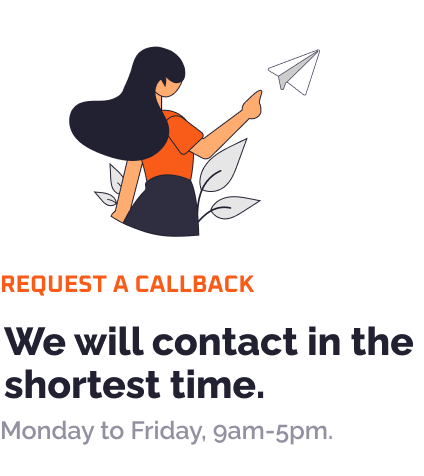 REQUEST A CALLBACK
We will contact in the
shortest time.
Monday to Friday, 9am-5pm.